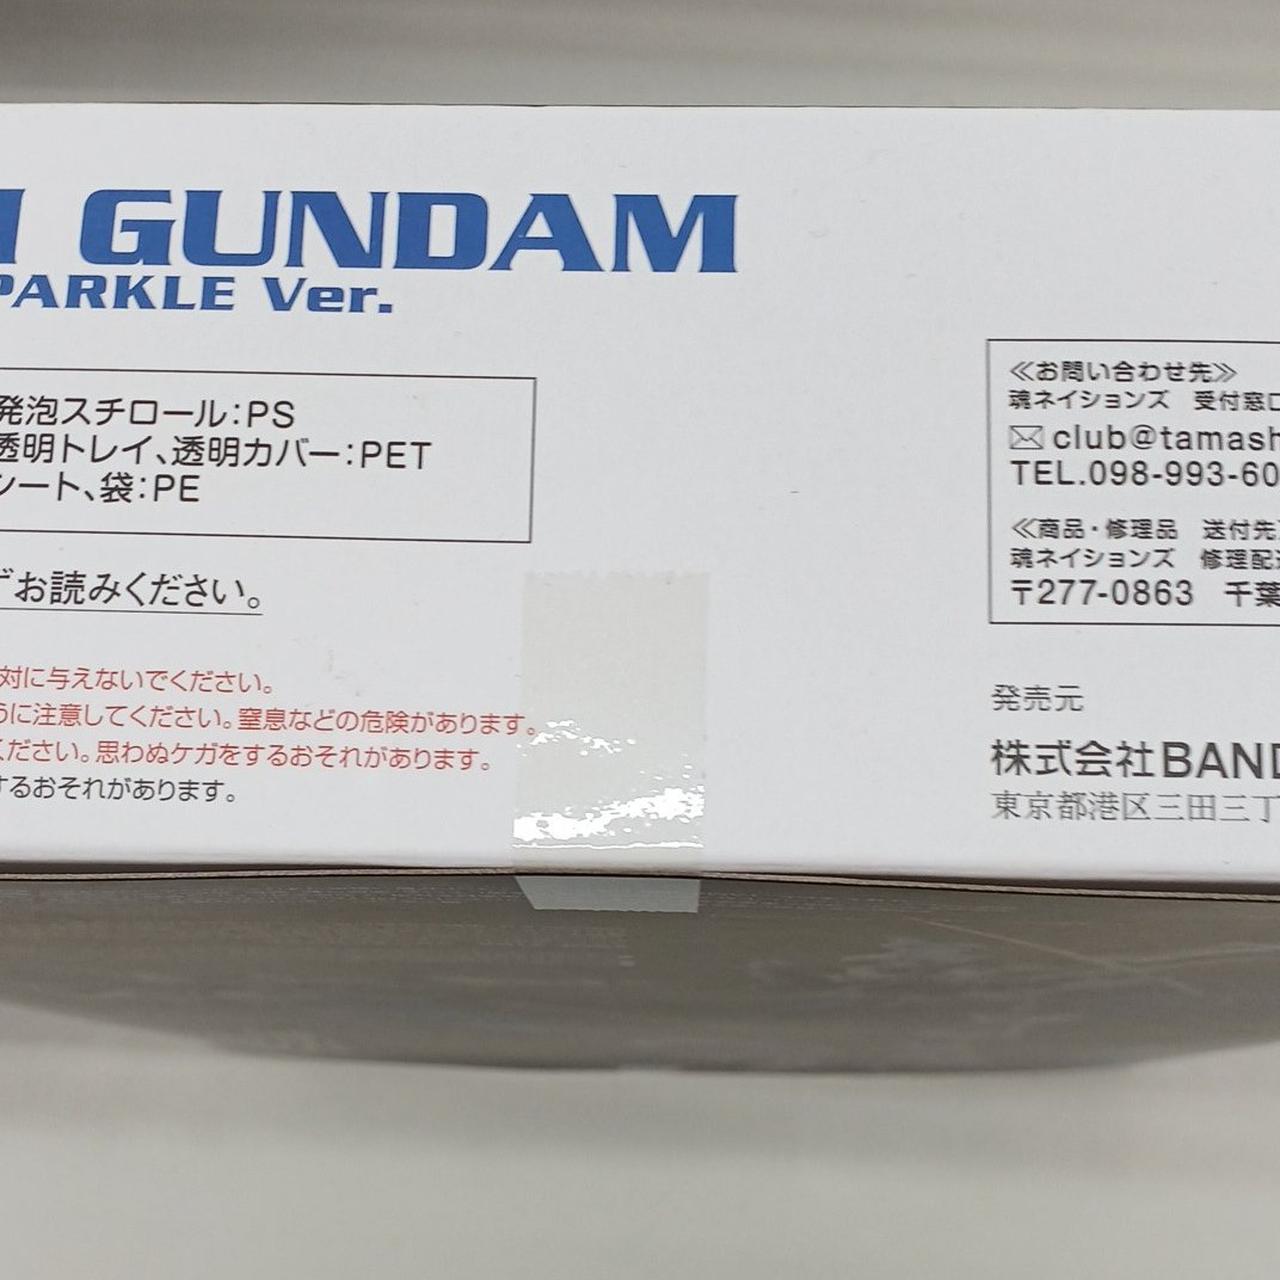 GUNDAM
PARKLE Ver.
発泡スチロール:PS
透明トレイ、透明カバー:PET
シート、袋:PE
ずお読みください。
対に与えないでください。
うに注意してください。窒息などの危険があります。
ください。思わぬケガをするおそれがあります。
するおそれがあります。
≪お問い合わせ先≫
魂ネイションズ 受付窓口
✉club@tamash
TEL.098-993-60
≪商品・修理品 送付先
魂ネイションズ 修理配
〒277-0863 千葉
発売元
株式会社BAND
東京都港区三田三丁